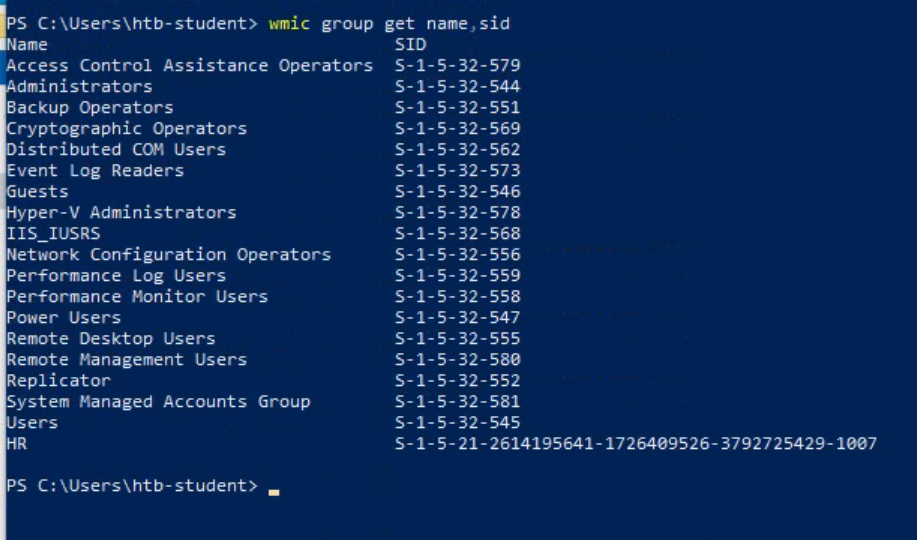 PS C:\Users\htb-student> wmic group get name,sid
Name SID
Access Control Assistance Operators S-1-5-32-579
Administrators S-1-5-32-544
Backup Operators S-1-5-32-551
Cryptographic Operators S-1-5-32-569
Distributed COM Users S-1-5-32-562
Event Log Readers S-1-5-32-573
Guests S-1-5-32-546
Hyper-V Administrators S-1-5-32-578
IIS_IUSRS S-1-5-32-568
Network Configuration Operators S-1-5-32-556
Performance Log Users S-1-5-32-559
Performance Monitor Users S-1-5-32-558
Power Users S-1-5-32-547
Remote Desktop Users S-1-5-32-555
Remote Management Users S-1-5-32-580
Replicator S-1-5-32-552
System Managed Accounts Group S-1-5-32-581
Users S-1-5-32-545
HR S-1-5-21-2614195641-1726409526-3792725429-1007
PS C:\Users\htb-student>